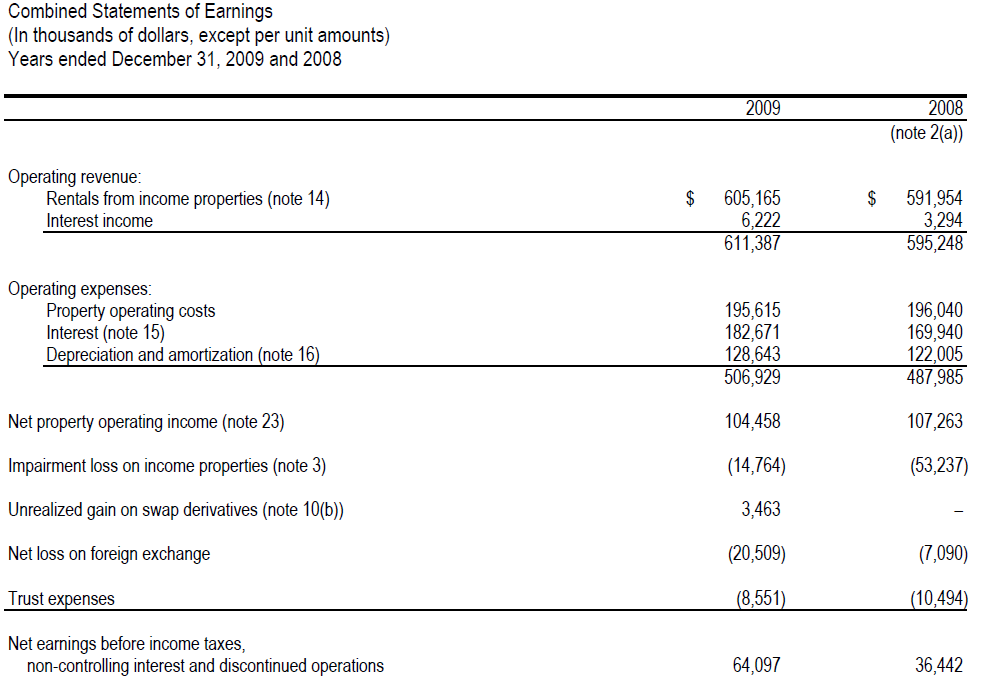 Combined Statements of Earnings
(In thousands of dollars, except per unit amounts)
Years ended December 31, 2009 and 2008
2009 2008
(note 2(a))
Operating revenue:
Rentals from income properties (note 14) $ 605,165 $ 591,954
Interest income 6,222 3,294
611,387 595,248
Operating expenses:
Property operating costs 195,615 196,040
Interest (note 15) 182,671 169,940
Depreciation and amortization (note 16) 128,643 122,005
506,929 487,985
Net property operating income (note 23) 104,458 107,263
Impairment loss on income properties (note 3) (14,764) (53,237)
Unrealized gain on swap derivatives (note 10(b)) 3,463 –
Net loss on foreign exchange (20,509) (7,090)
Trust expenses (8,551) (10,494)
Net earnings before income taxes,
non-controlling interest and discontinued operations 64,097 36,442